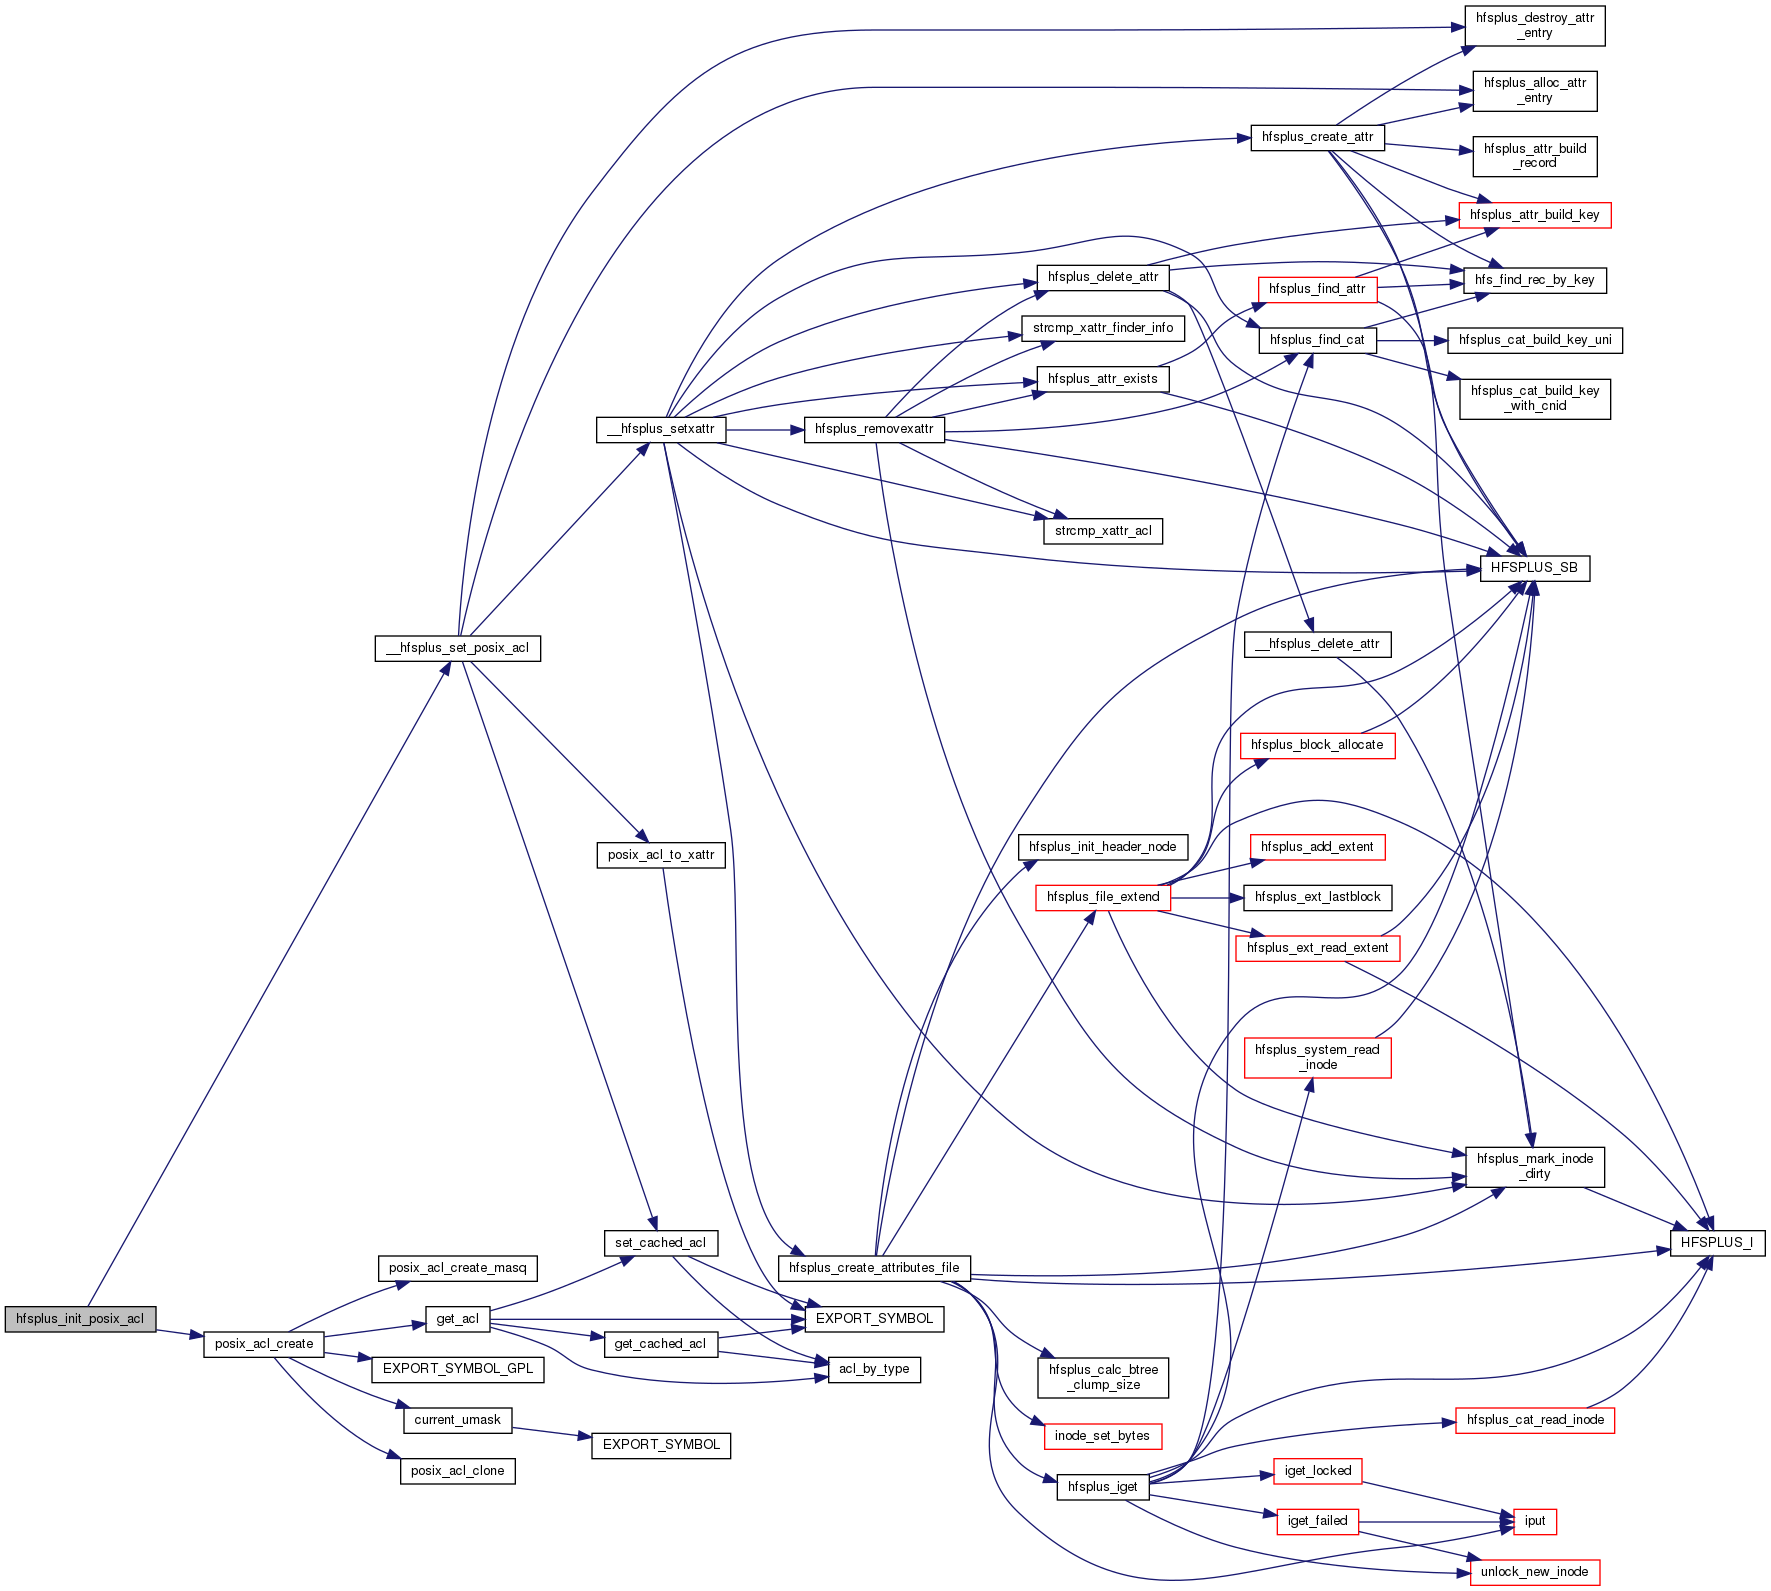 hfsplus_destroy_attr
_entry
hfsplus_alloc_attr
_entry
hfsplus_create_attr
hfsplus_attr_build
_record
hfsplus_attr_build_key
hfsplus_delete_attr
hfsplus_find_attr
hfs_find_rec_by_key
strcmp_xattr_finder_info
hfsplus_find_cat
hfsplus_cat_build_key_uni
hfsplus_attr_exists
hfsplus_cat_build_key
_with_cnid
__hfsplus_setxattr
hfsplus_removexattr
strcmp_xattr_acl
HFSPLUS_SB
__hfsplus_set_posix_acl
__hfsplus_delete_attr
hfsplus_block_allocate
posix_acl_to_xattr
hfsplus_init_header_node
hfsplus_add_extent
hfsplus_file_extend
hfsplus_ext_lastblock
hfsplus_ext_read_extent
hfsplus_system_read
_inode
hfsplus_mark_inode
_dirty
set_cached_acl
HFSPLUS_I
posix_acl_create_masq
hfsplus_create_attributes_file
hfsplus_init_posix_acl
get_acl
EXPORT_SYMBOL
posix_acl_create
get_cached_acl
EXPORT_SYMBOL_GPL
acl_by_type
hfsplus_calc_btree
_clump_size
current_umask
hfsplus_cat_read_inode
inode_set_bytes
EXPORT_SYMBOL
posix_acl_clone
iget_locked
hfsplus_iget
iget_failed
iput
unlock_new_inode